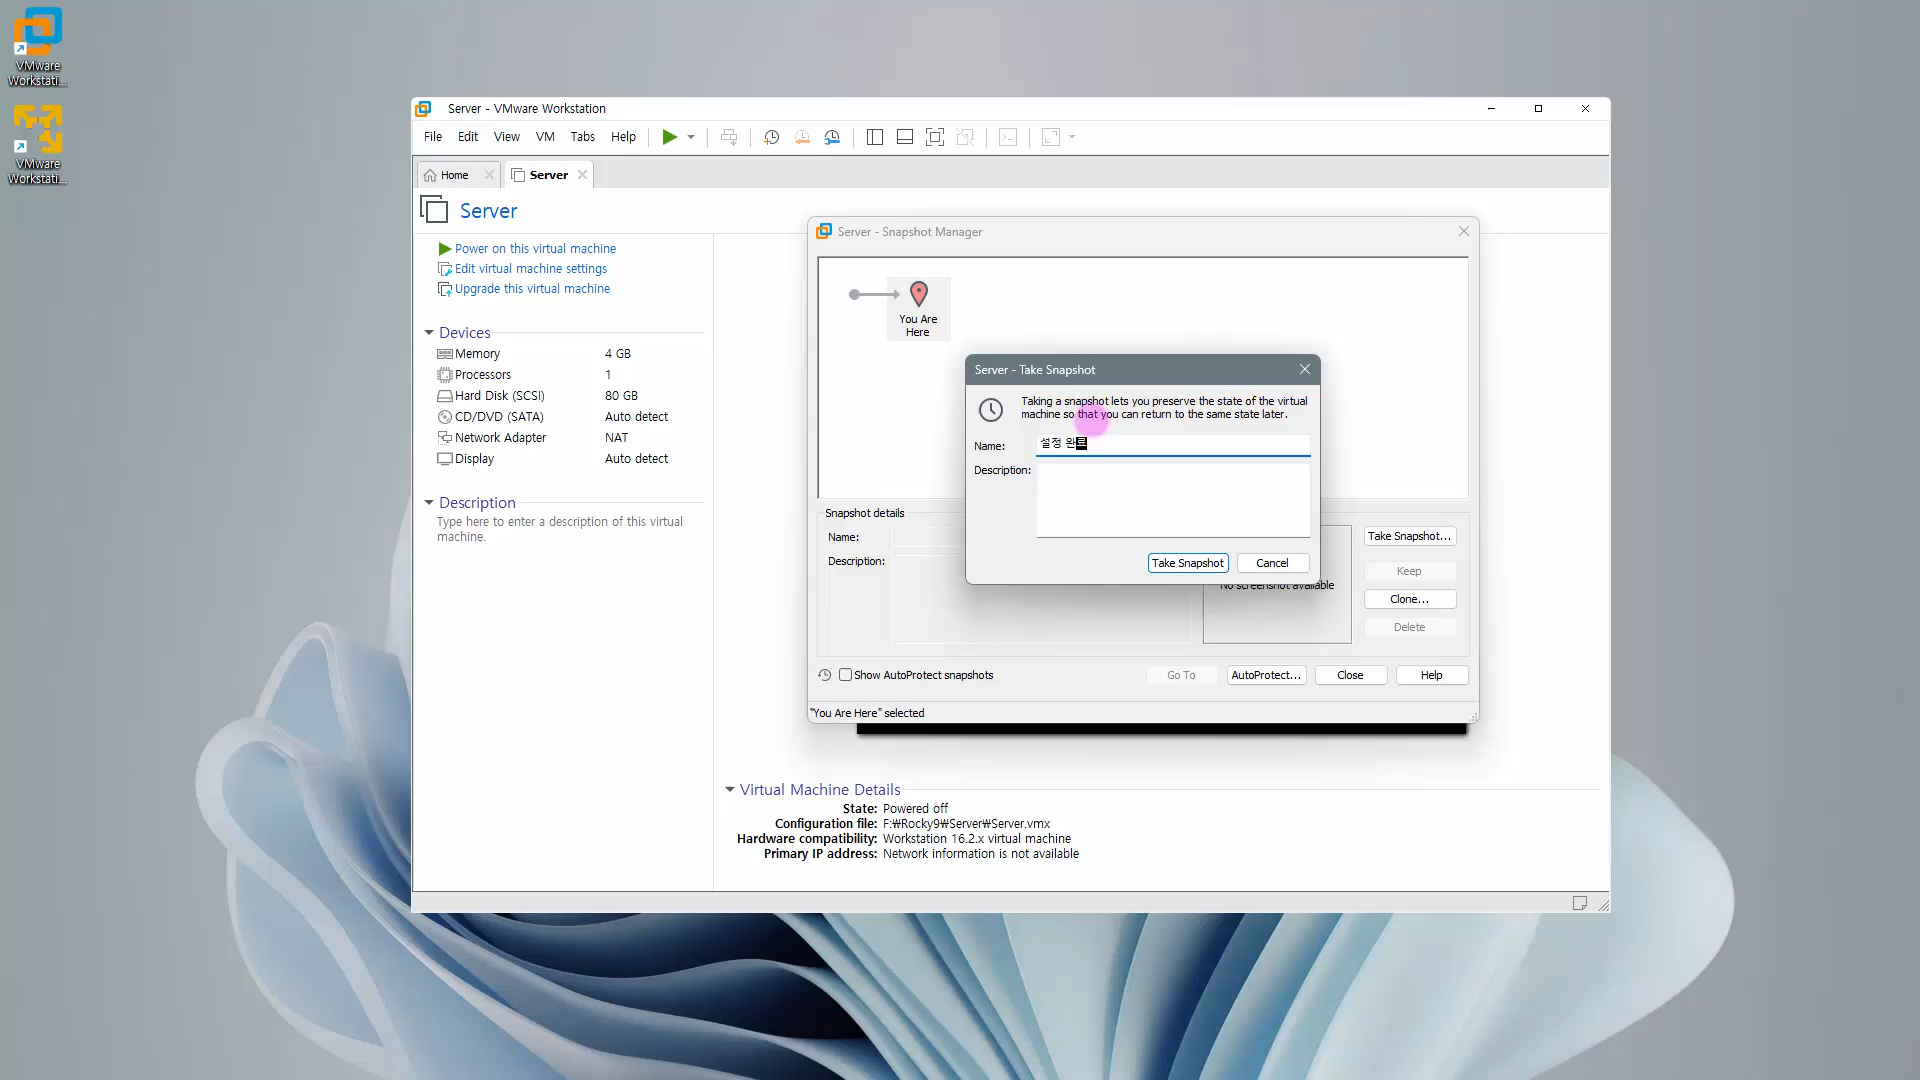 VMware
Workstati...
VMware
Workstati...
Server - VMware Workstation
File Edit View VM Tabs Help
Home
Server
Server
Power on this virtual machine
Edit virtual machine settings
Upgrade this virtual machine
Devices
Memory 4 GB
Processors 1
Hard Disk (SCSI) 80 GB
CD/DVD (SATA) Auto detect
Network Adapter NAT
Display Auto detect
Description
Type here to enter a description of this virtual
machine.
Server - Snapshot Manager
You Are
Here
Server - Take Snapshot
Taking a snapshot lets you preserve the state of the virtual
machine so that you can return to the same state later.
Name: 설정 완료
Description:
Take Snapshot Cancel
Snapshot details
Name:
Description:
No screenshot available
Take Snapshot...
Keep
Clone...
Delete
Show AutoProtect snapshots
Go To AutoProtect... Close Help
"You Are Here" selected
Virtual Machine Details
State: Powered off
Configuration file: F:₩Rocky9₩Server₩Server.vmx
Hardware compatibility: Workstation 16.2.x virtual machine
Primary IP address: Network information is not available